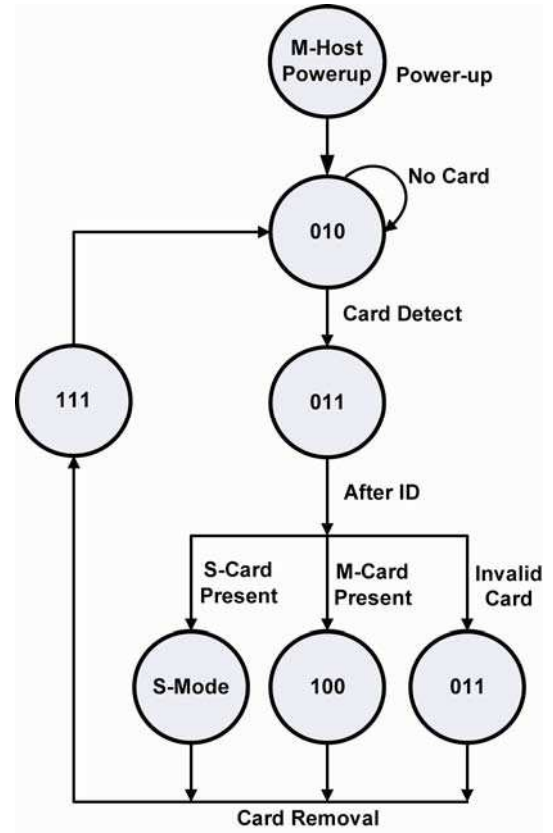 M-Host
Powerup
Power-up
No Card
010
Card Detect
111
011
After ID
S-Card
Present
M-Card
Present
Invalid
Card
S-Mode
100
011
Card Removal